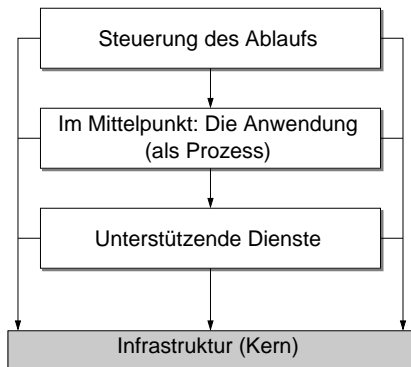 Steuerung des Ablaufs
Im Mittelpunkt: Die Anwendung
(als Prozess)
Unterstützende Dienste
Infrastruktur (Kern)